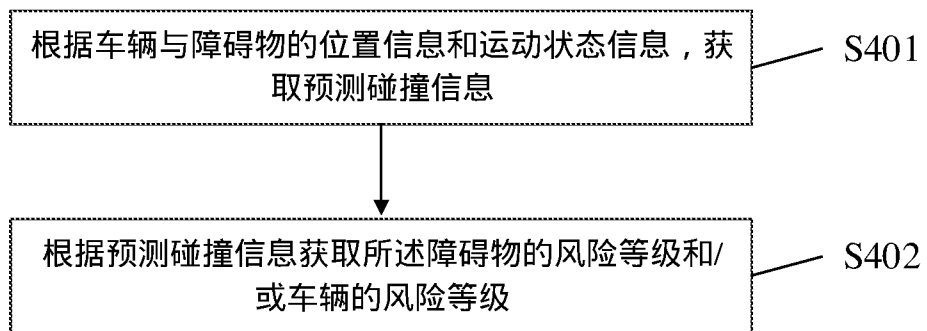 根据车辆与障碍物的位置信息和运动状态信息，获
取预测碰撞信息
S401
根据预测碰撞信息获取所述障碍物的风险等级和/
或车辆的风险等级
S402